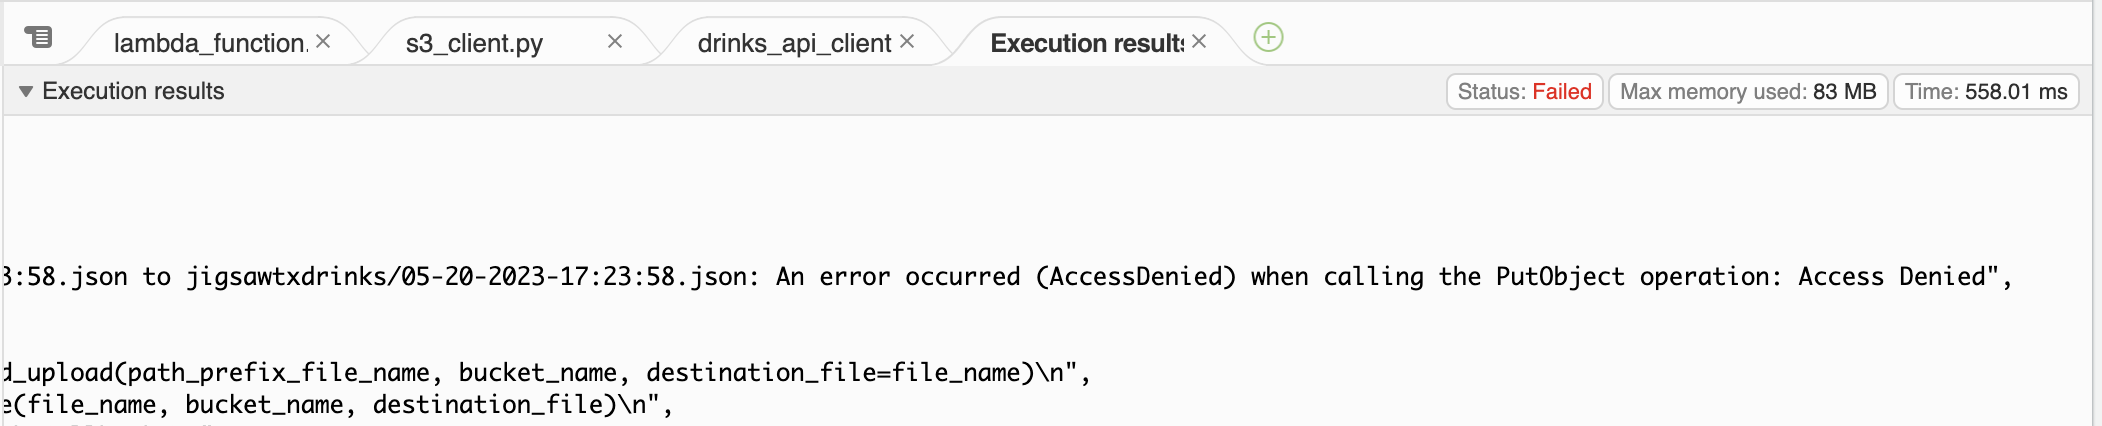 lambda_function.
s3_client.py
drinks_api_client
Execution results
Execution results
Status: Failed
Max memory used: 83 MB
Time: 558.01 ms
3:58.json to jigsawtxdrinks/05-20-2023-17:23:58.json: An error occurred (AccessDenied) when calling the PutObject operation: Access Denied",
d_upload(path_prefix_file_name, bucket_name, destination_file=file_name)\n",
e(file_name, bucket_name, destination_file)\n",